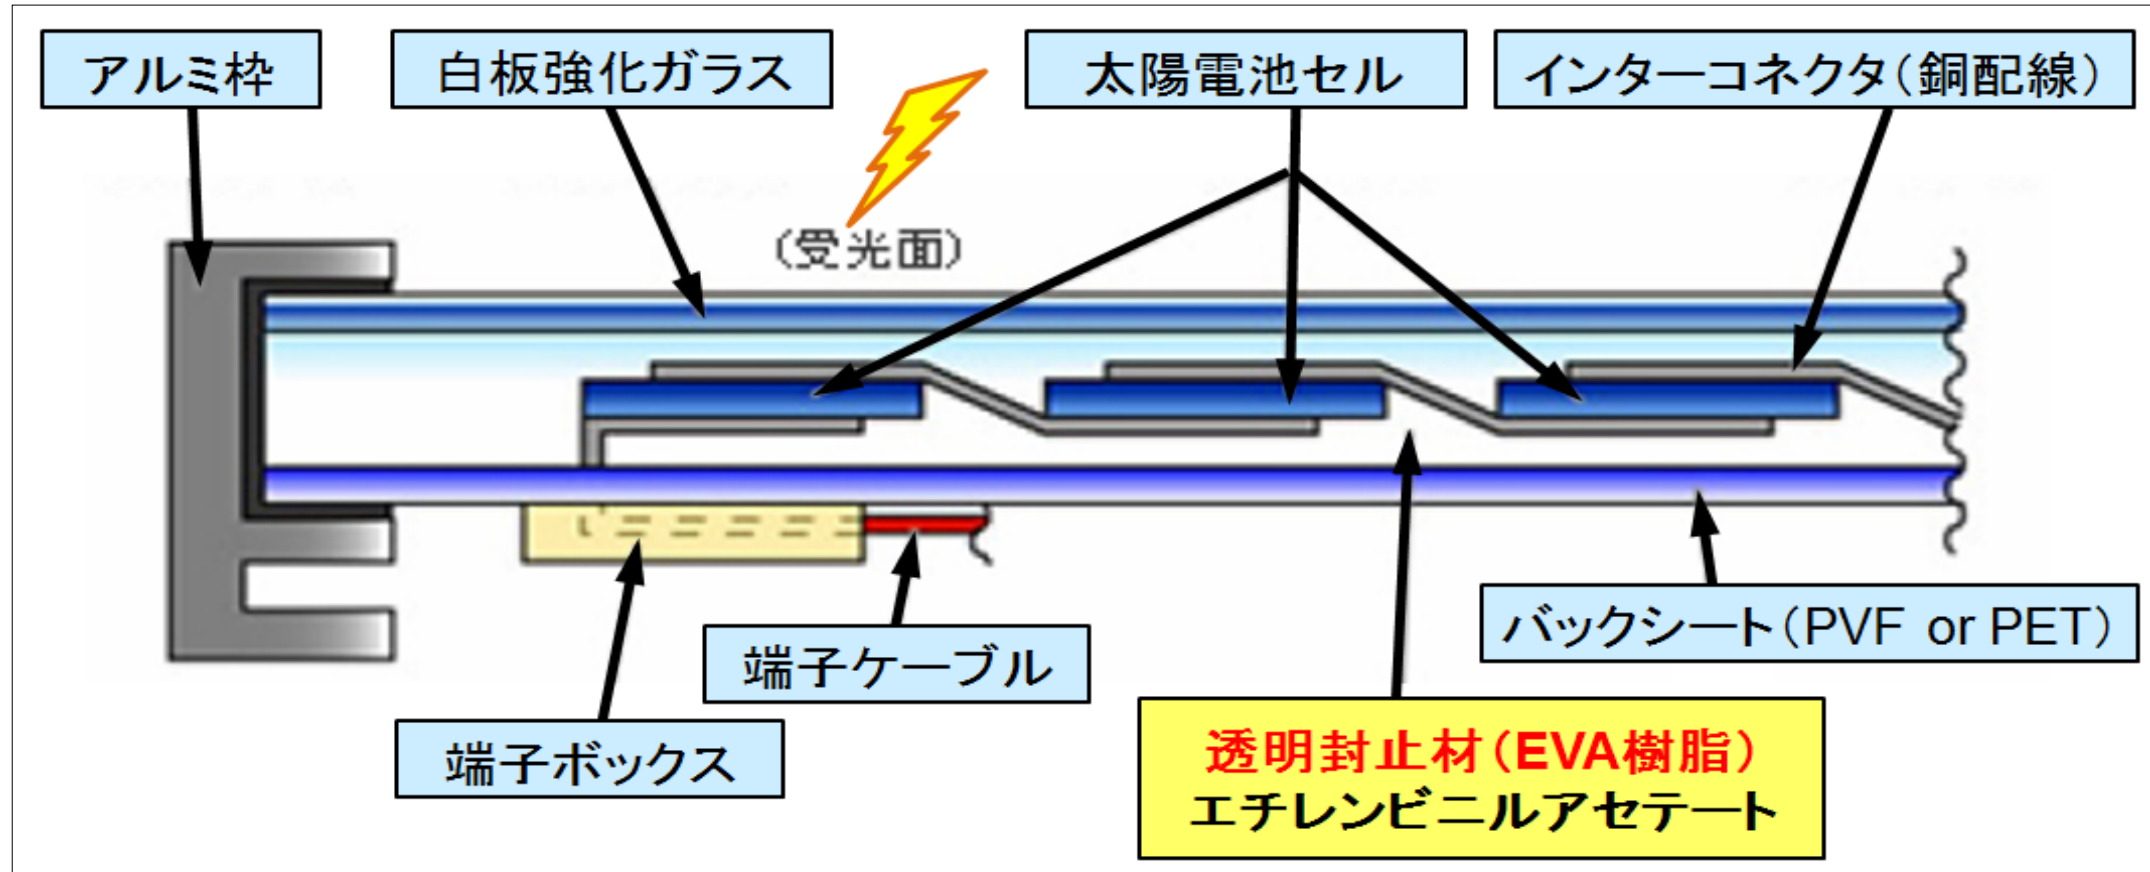 アルミ枠
白板強化ガラス
太陽電池セル
インターコネクタ（銅配線）
（受光面）
バックシート（PVF or PET）
端子ケーブル
端子ボックス
透明封止材（EVA樹脂）
エチレンビニルアセテート